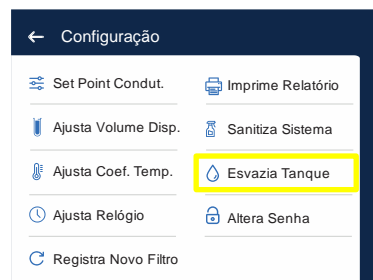 Configuração
Set Point Condut.
Imprime Relatório
Ajusta Volume Disp.
Sanitiza Sistema
Ajusta Coef. Temp.
Esvazia Tanque
Ajusta Relógio
Altera Senha
Registra Novo Filtro